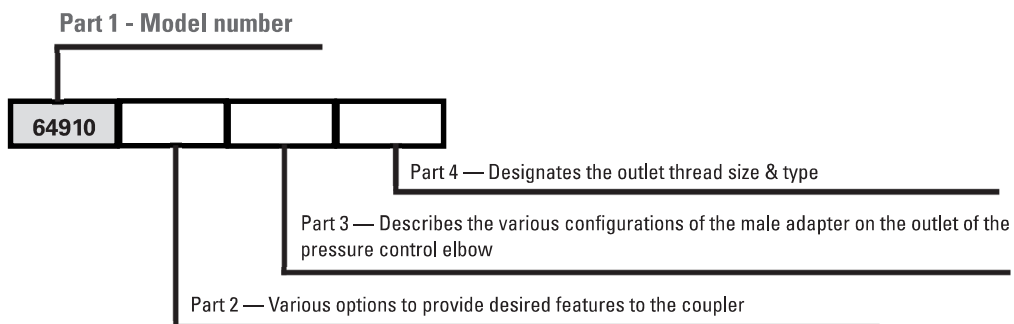 Part 1 - Model number
64910
Part 4 — Designates the outlet thread size & type
Part 3 — Describes the various configurations of the male adapter on the outlet of the
pressure control elbow
Part 2 — Various options to provide desired features to the coupler